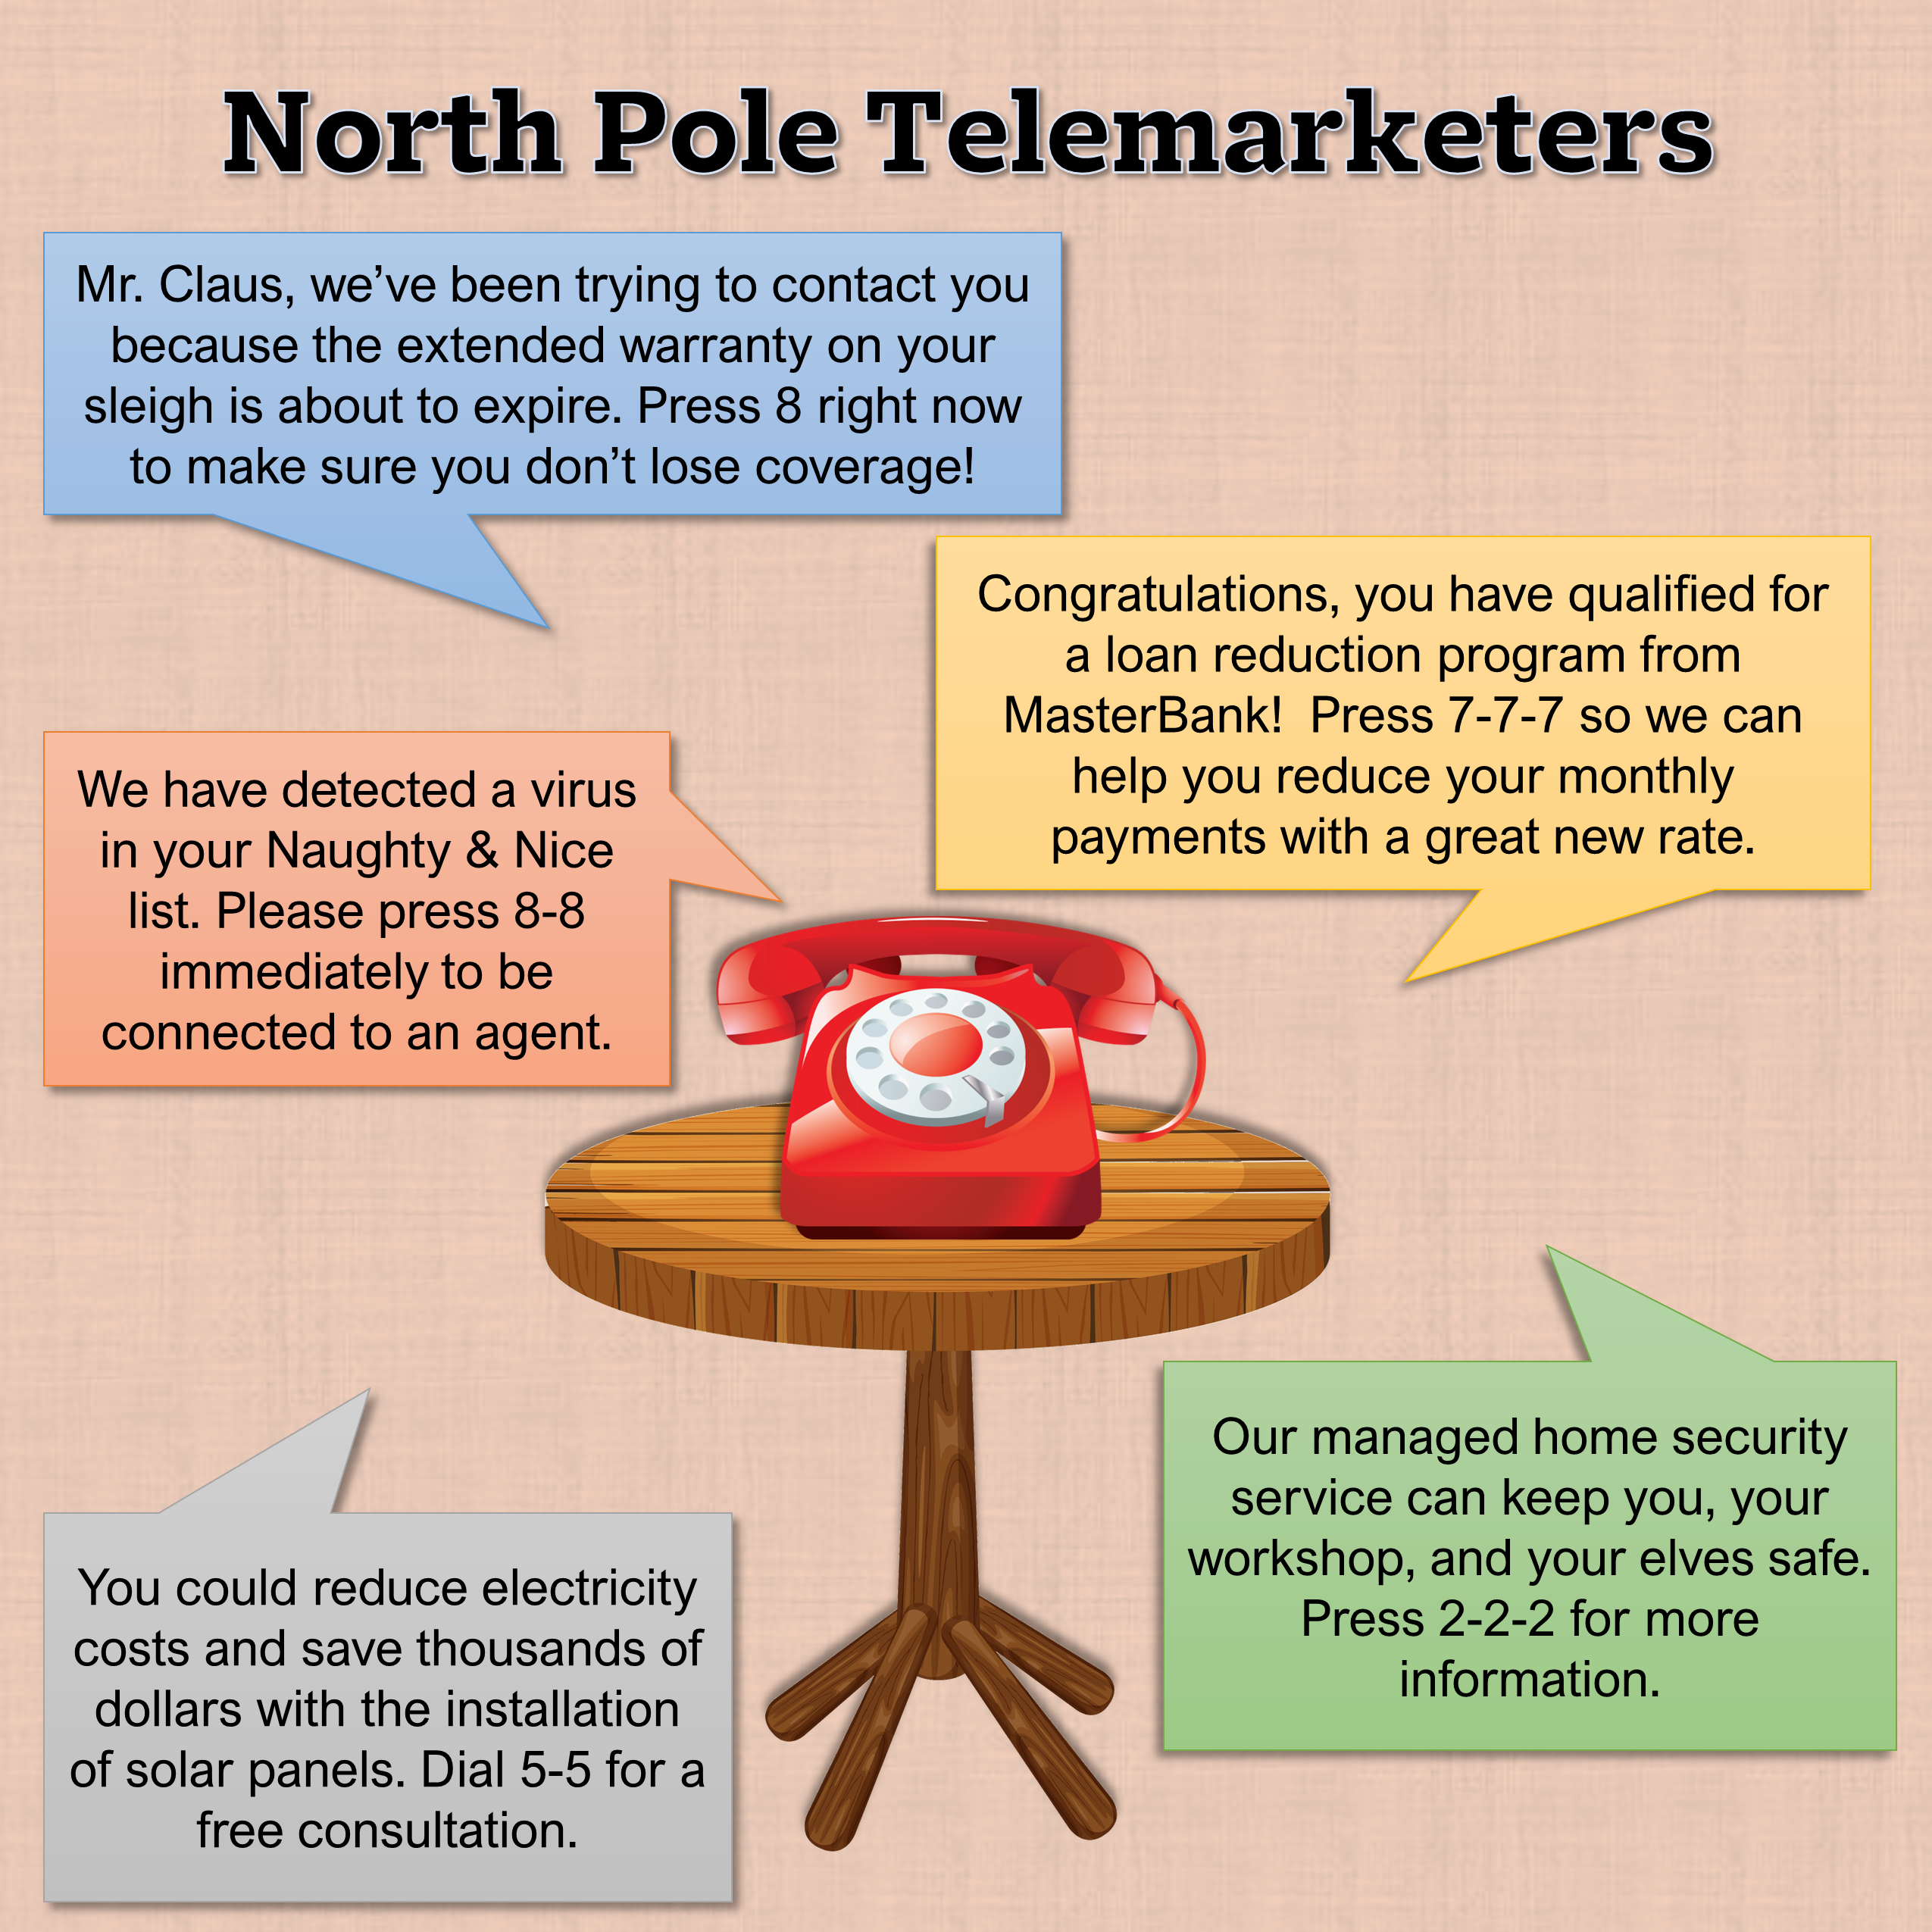 North Pole Telemarketers
Mr. Claus, we’ve been trying to contact you
because the extended warranty on your
sleigh is about to expire. Press 8 right now
to make sure you don’t lose coverage!
Congratulations, you have qualified for
a loan reduction program from
MasterBank!  Press 7-7-7 so we can
help you reduce your monthly
payments with a great new rate.
We have detected a virus
in your Naughty & Nice
list. Please press 8-8
immediately to be
connected to an agent.
Our managed home security
service can keep you, your
workshop, and your elves safe.
Press 2-2-2 for more
information.
You could reduce electricity
costs and save thousands of
dollars with the installation
of solar panels. Dial 5-5 for a
free consultation.